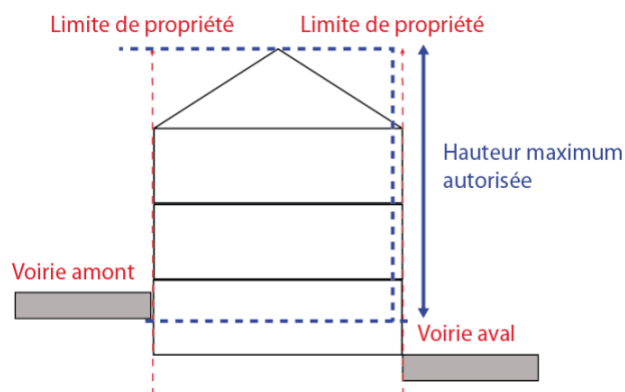 Limite de propriété
Limite de propriété
Hauteur maximum
autorisée
Voirie amont
Voirie aval